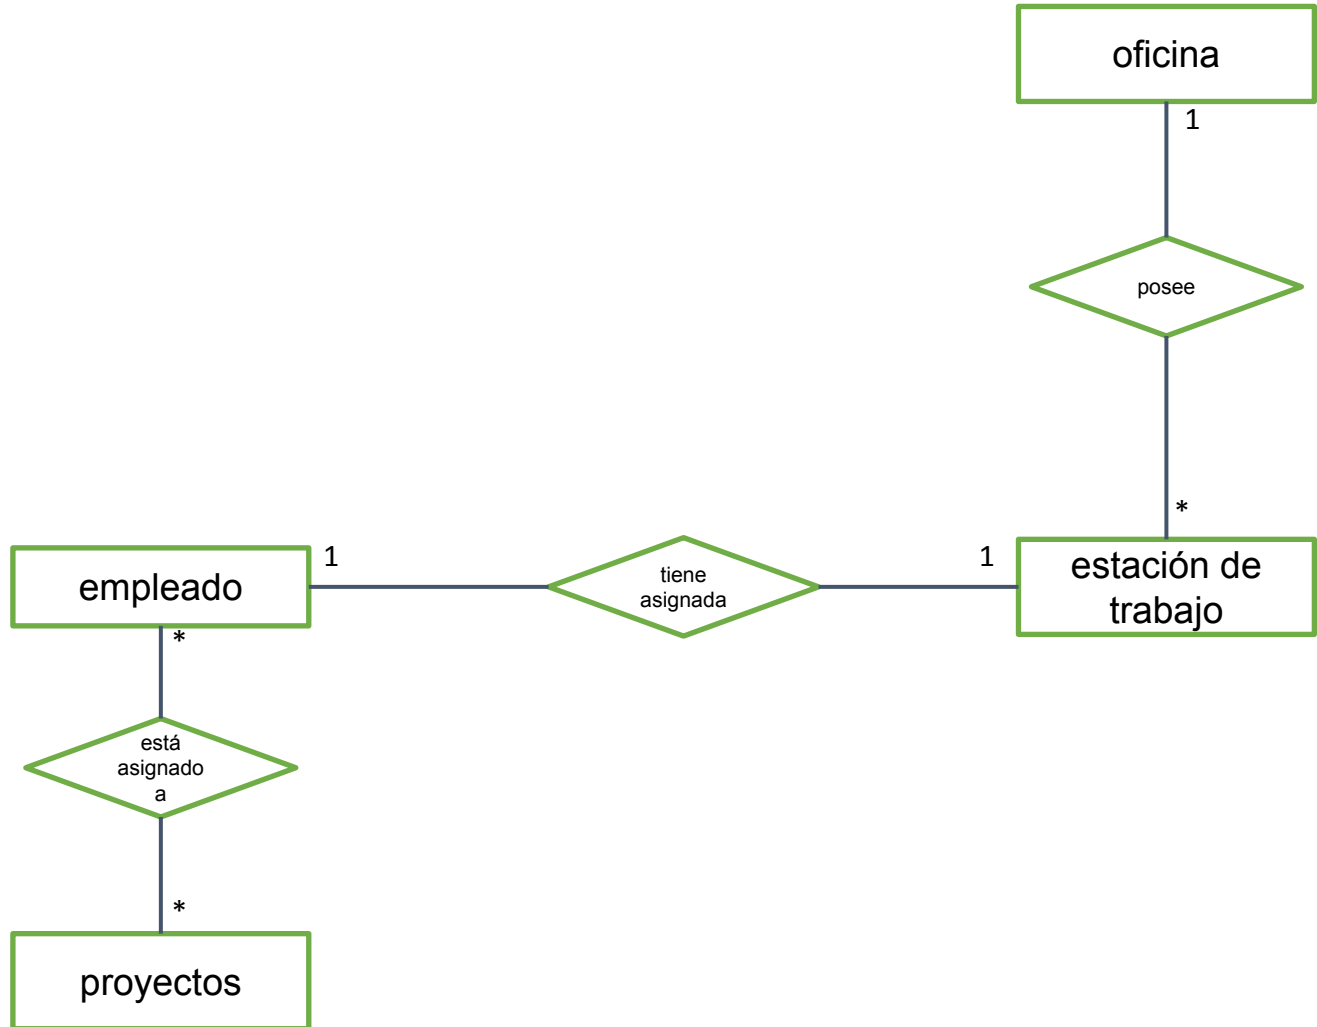 oficina
1
posee
*
estación de
trabajo
1
tiene
asignada
1
empleado
*
está
asignado
a
*
proyectos